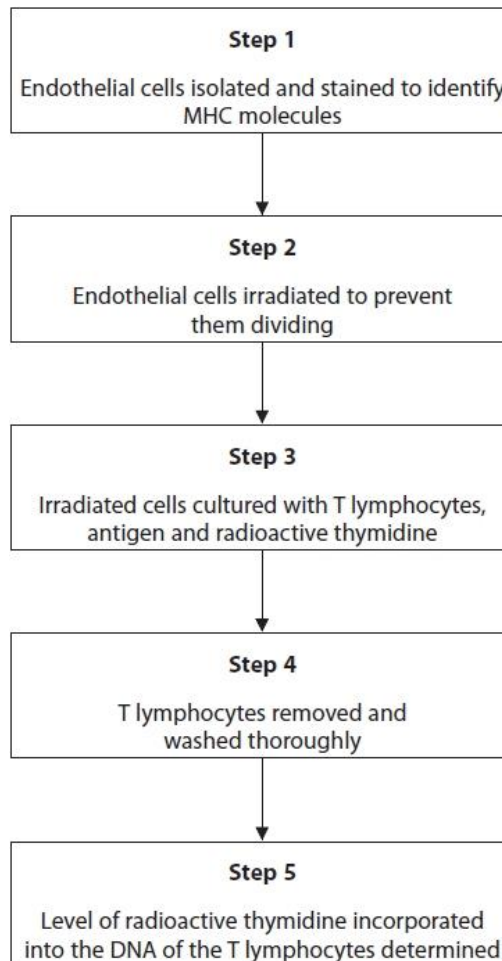 Step 1
Endothelial cells isolated and stained to identify
MHC molecules
Step 2
Endothelial cells irradiated to prevent
them dividing
Step 3
Irradiated cells cultured with T lymphocytes,
antigen and radioactive thymidine
Step 4
T lymphocytes removed and
washed thoroughly
Step 5
Level of radioactive thymidine incorporated
into the DNA of the T lymphocytes determined